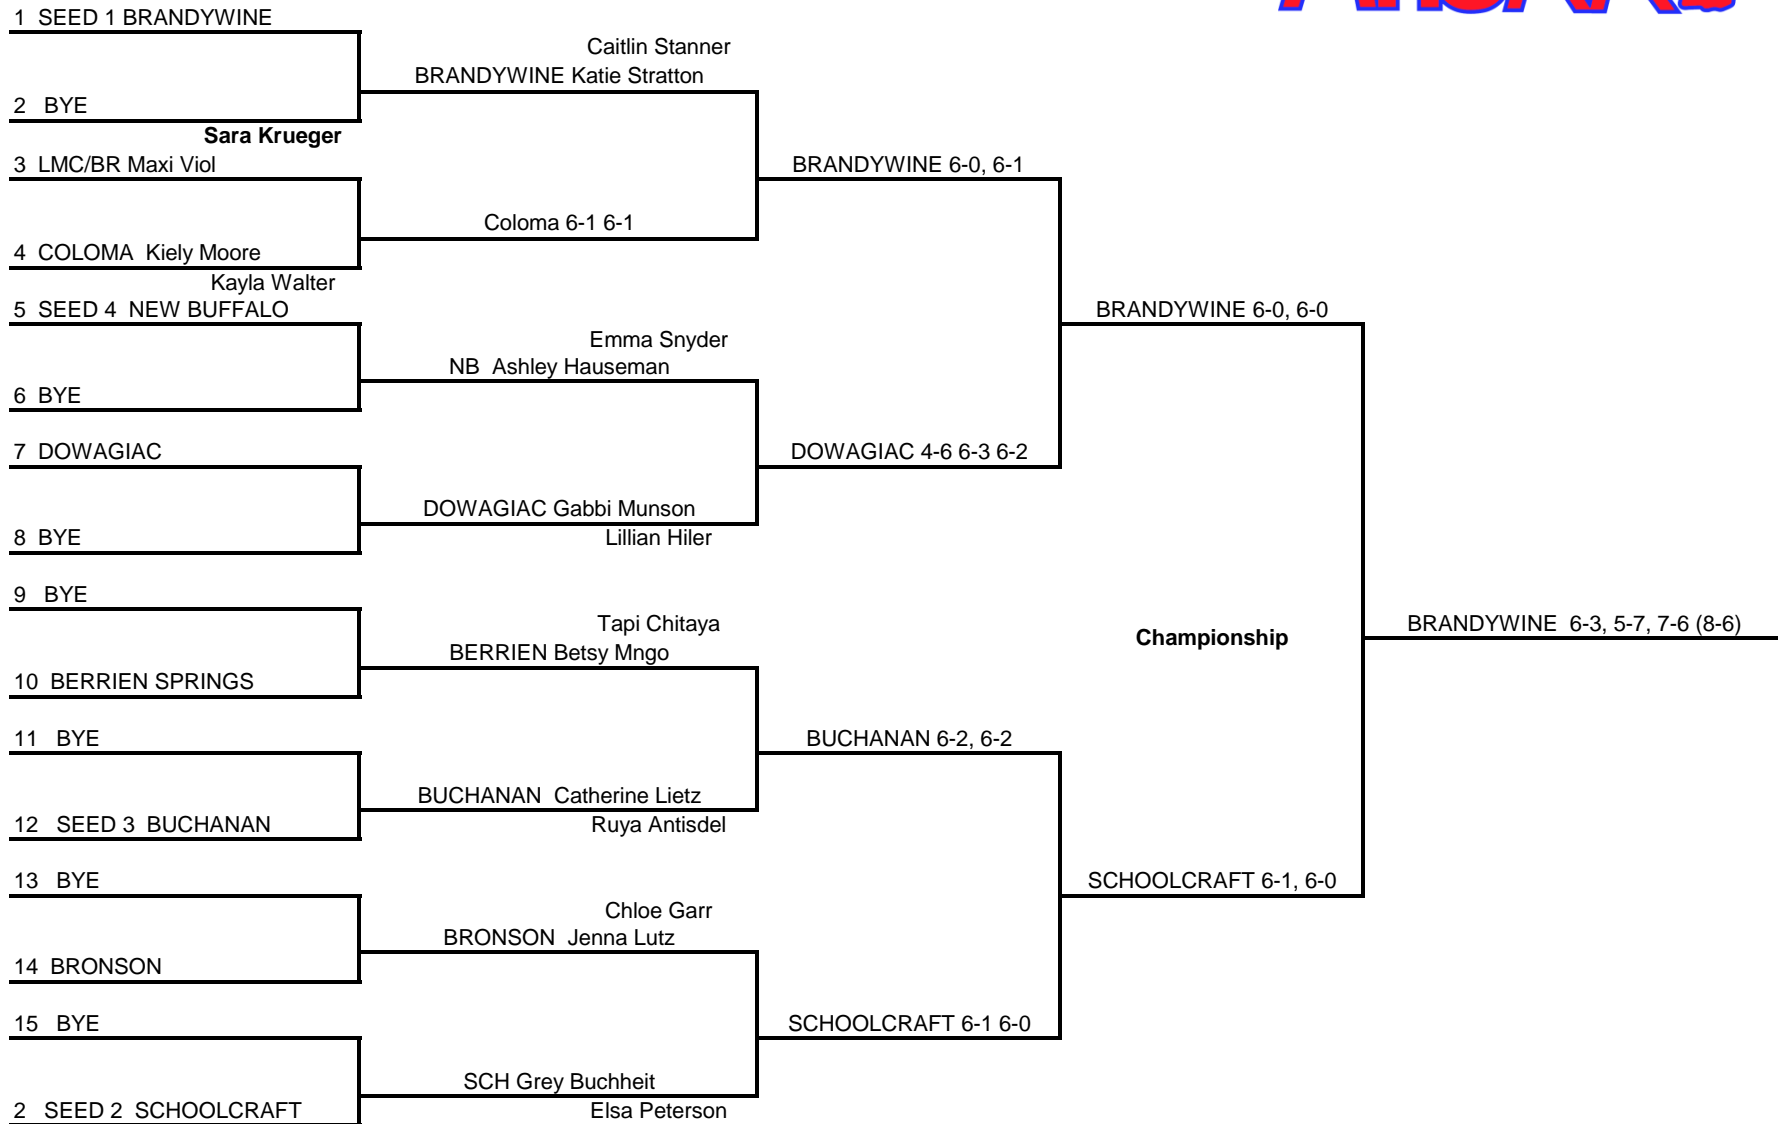 1 SEED 1 BRANDYWINE
Caitlin Stanner
BRANDYWINE Katie Stratton
2 BYE
Sara Krueger
3 LMC/BR Maxi Viol
BRANDYWINE 6-0, 6-1
Coloma 6-1 6-1
4 COLOMA Kiely Moore
Kayla Walter
5 SEED 4 NEW BUFFALO
BRANDYWINE 6-0, 6-0
Emma Snyder
NB Ashley Hauseman
6 BYE
7 DOWAGIAC
DOWAGIAC 4-6 6-3 6-2
DOWAGIAC Gabbi Munson
8 BYE
Lillian Hiler
9 BYE
Tapi Chitaya
BRANDYWINE 6-3, 5-7, 7-6 (8-6)
Championship
BERRIEN Betsy Mngo
10 BERRIEN SPRINGS
11 BYE
BUCHANAN 6-2, 6-2
BUCHANAN Catherine Lietz
12 SEED 3 BUCHANAN
Ruya Antisdel
13 BYE
SCHOOLCRAFT 6-1, 6-0
Chloe Garr
BRONSON Jenna Lutz
14 BRONSON
15 BYE
SCHOOLCRAFT 6-1 6-0
SCH Grey Buchheit
2 SEED 2 SCHOOLCRAFT
Elsa Peterson